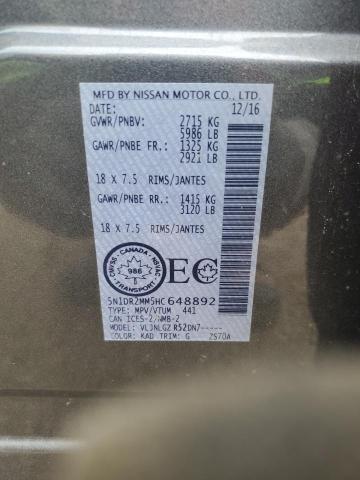 MFD BY NISSAN MOTOR CO., LTD.
DATE: 12/16
GVWR/PNBV: 2715 KG
5986 LB
GAWR/PNBE FR.: 1325 KG
2921 LB
18 X 7.5 RIMS/JANTES
GAWR/PNBE RR.: 1415 KG
3120 LB
18 X 7.5 RIMS/JANTES
CANADA
986
TRANSPORT
EC
5N1DR2MM5HC648892
TYPE: MPV/VTUM 441
CAN ICES-2/NMB-2
MODEL: VLJNLGZ R52DN7-----
COLOR: KAD TRIM: G 2S70A